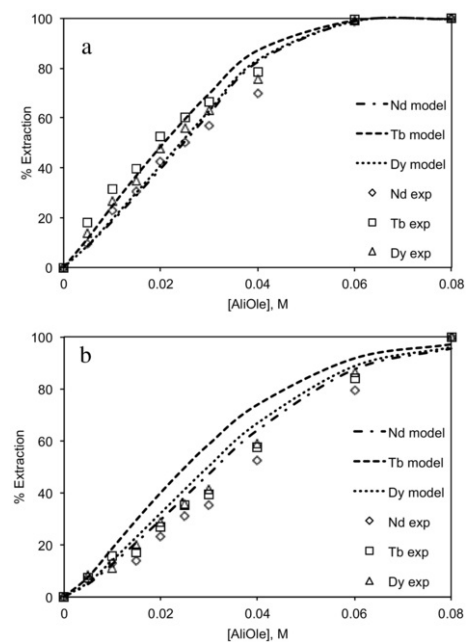 a
100
80
60
40
20
0
% Extraction
Nd model
Tb model
Dy model
Nd exp
Tb exp
Dy exp
0 0.02 0.04 0.06 0.08
[AliOle], M
b
100
80
60
40
20
0
% Extraction
Nd model
Tb model
Dy model
Nd exp
Tb exp
Dy exp
0 0.02 0.04 0.06 0.08
[AliOle], M